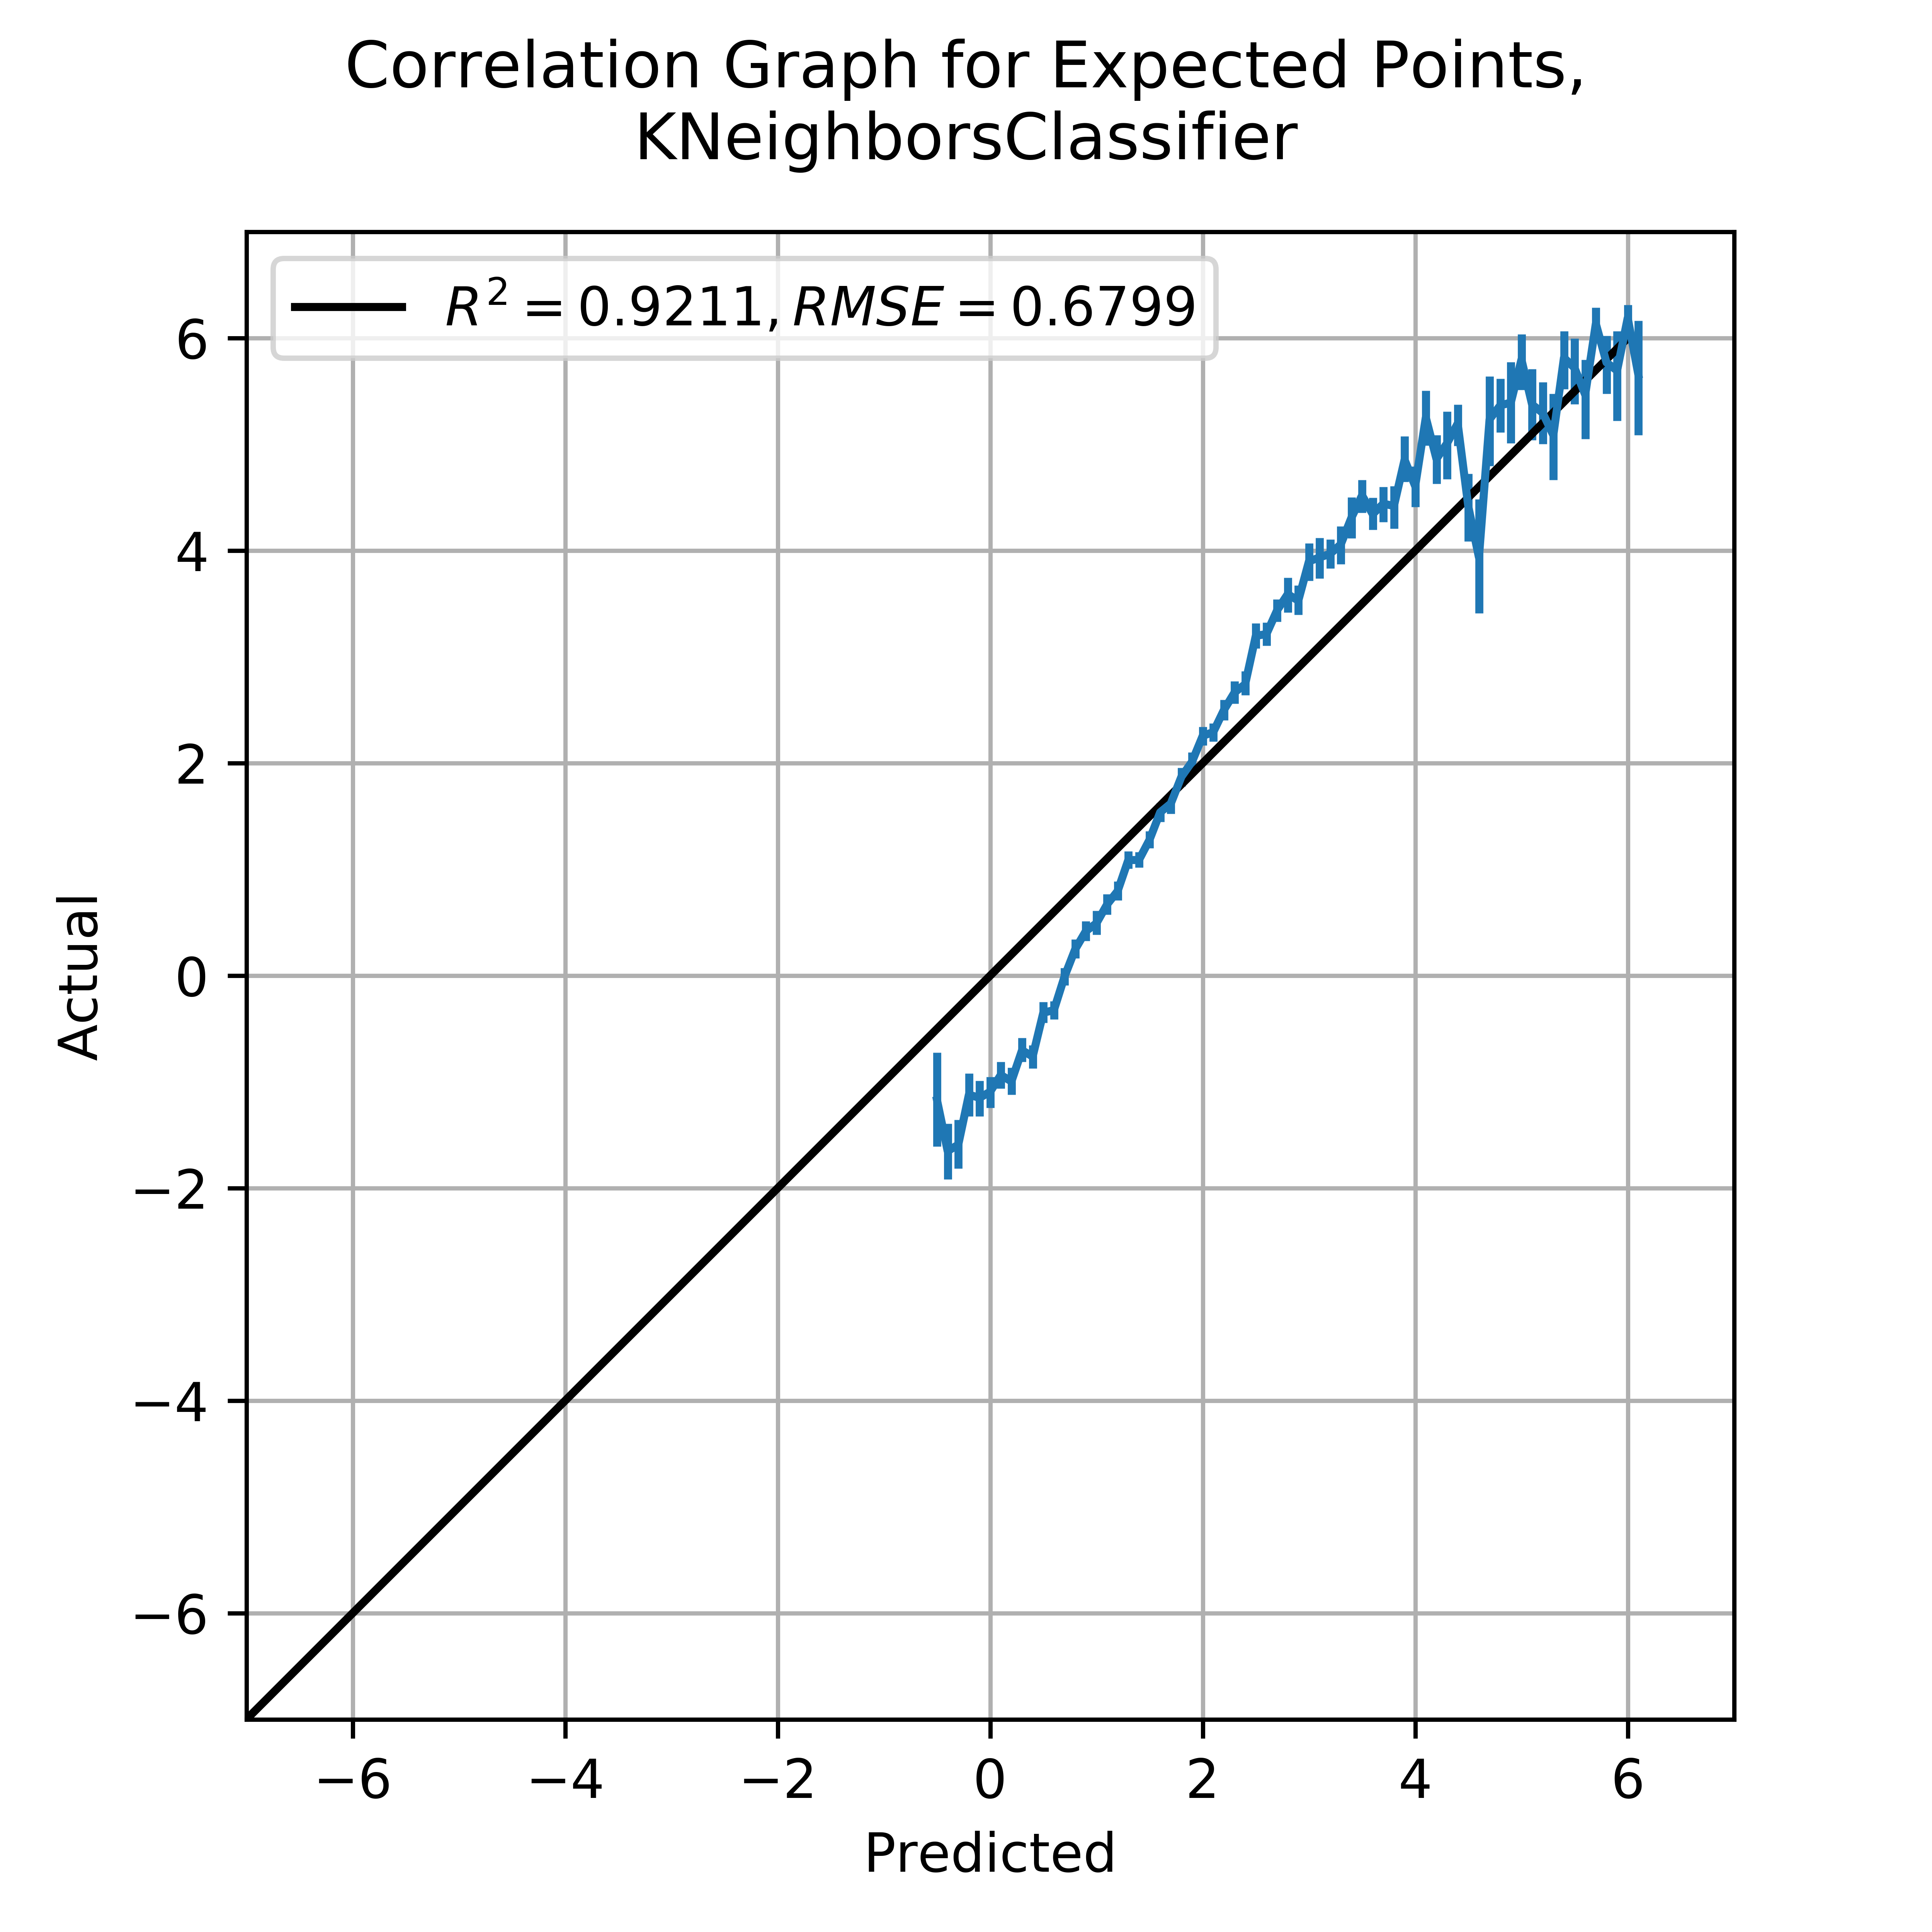 Correlation Graph for Expected Points,
KNeighborsClassifier
R² = 0.9211, RMSE = 0.6799
6
4
2
0
−2
−4
−6
Actual
−6 −4 −2 0 2 4 6
Predicted